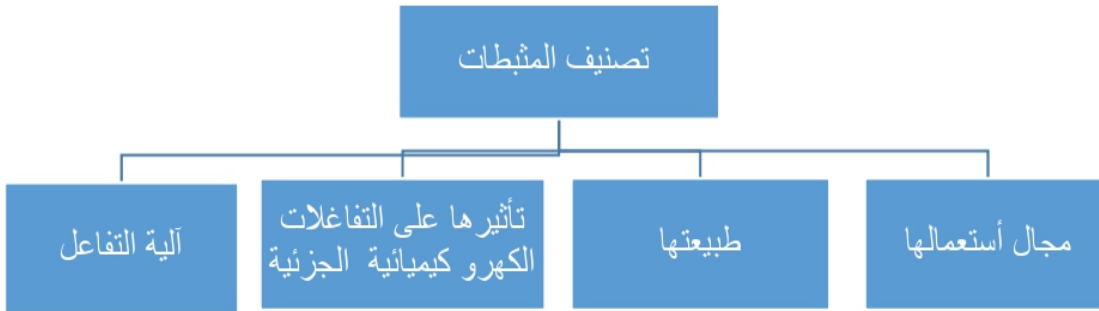 تصنيف المثبطات
مجال أستعمالها
طبيعتها
تأثيرها على التفاغلات
الكهرو كيميائية الجزئية
آلية التفاعل